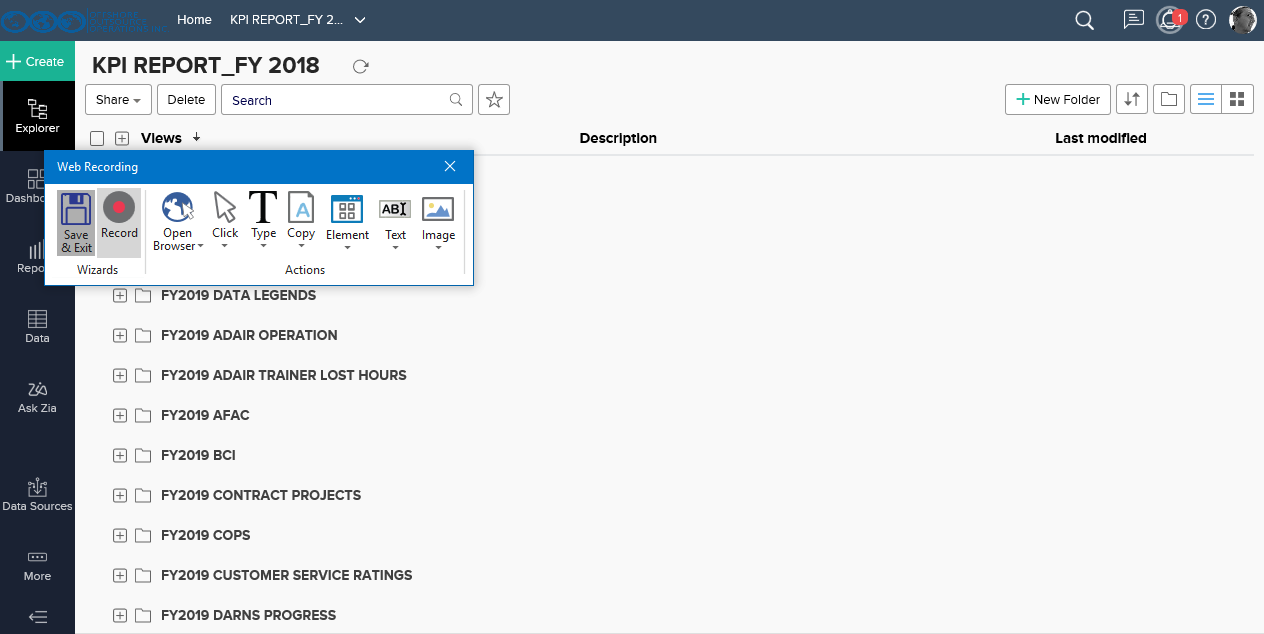 Home KPI REPORT_FY 2...
1
Create
KPI REPORT_FY 2018
Share Delete Search New Folder
Explorer
Views Description Last modified
Web Recording
Save & Exit Record Open Browser Click Type Copy Element Text Image
Wizards Actions
FY2019 DATA LEGENDS
FY2019 ADAIR OPERATION
Data
FY2019 ADAIR TRAINER LOST HOURS
Ask Zia
FY2019 AFAC
FY2019 BCI
FY2019 CONTRACT PROJECTS
Data Sources
FY2019 COPS
More
FY2019 CUSTOMER SERVICE RATINGS
FY2019 DARNS PROGRESS